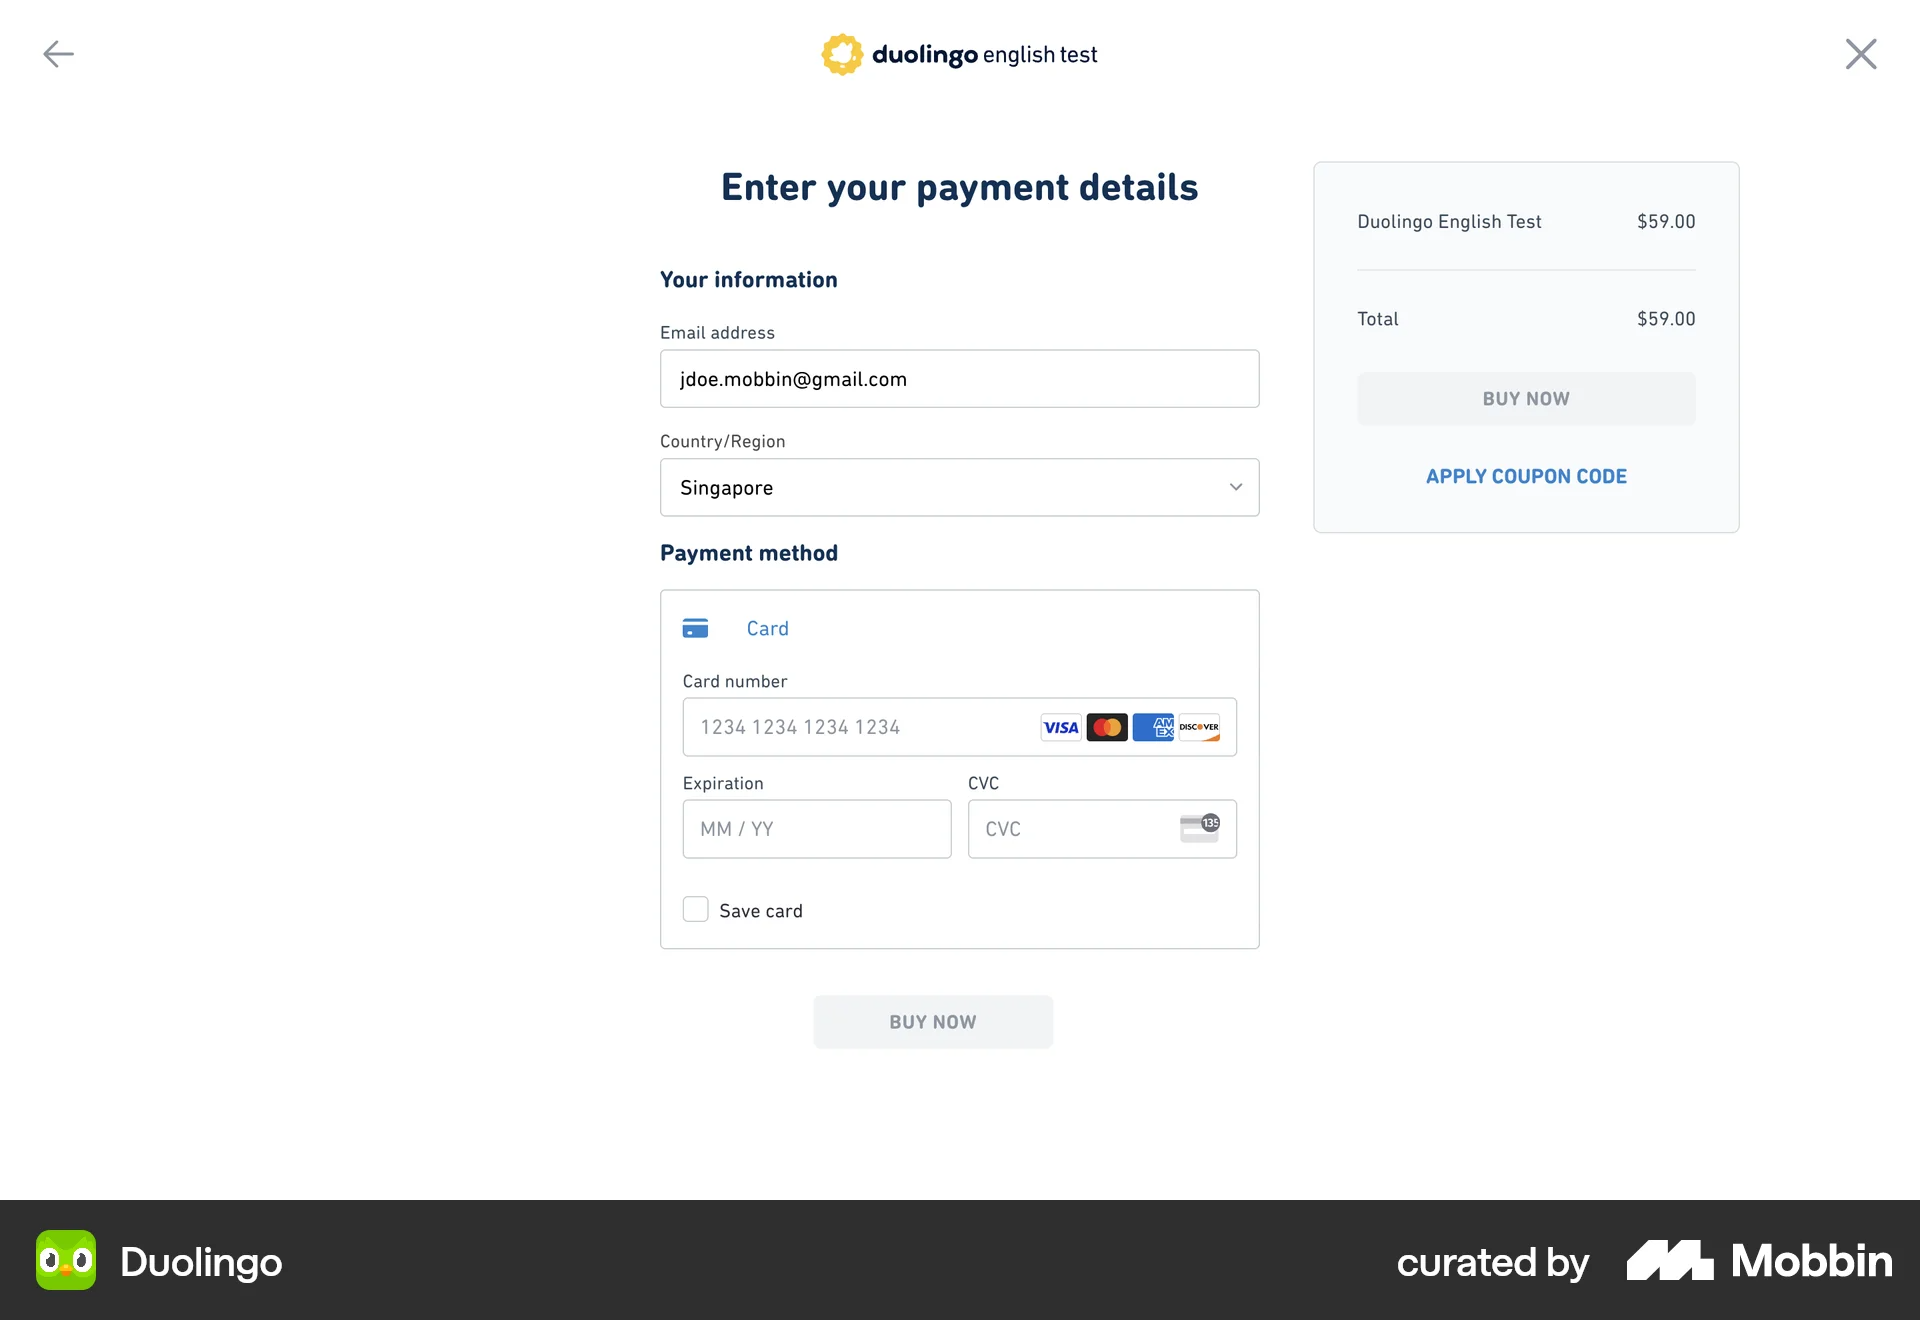 duolingo english test
Enter your payment details
Your information
Email address
jdoe.mobbin@gmail.com
Country/Region
Singapore
Payment method
Card
Card number
1234 1234 1234 1234
VISA
AMEX
DISCOVER
Expiration
CVC
MM / YY
CVC
135
Save card
BUY NOW
Duolingo English Test $59.00
Total $59.00
BUY NOW
APPLY COUPON CODE
Duolingo
curated by Mobbin